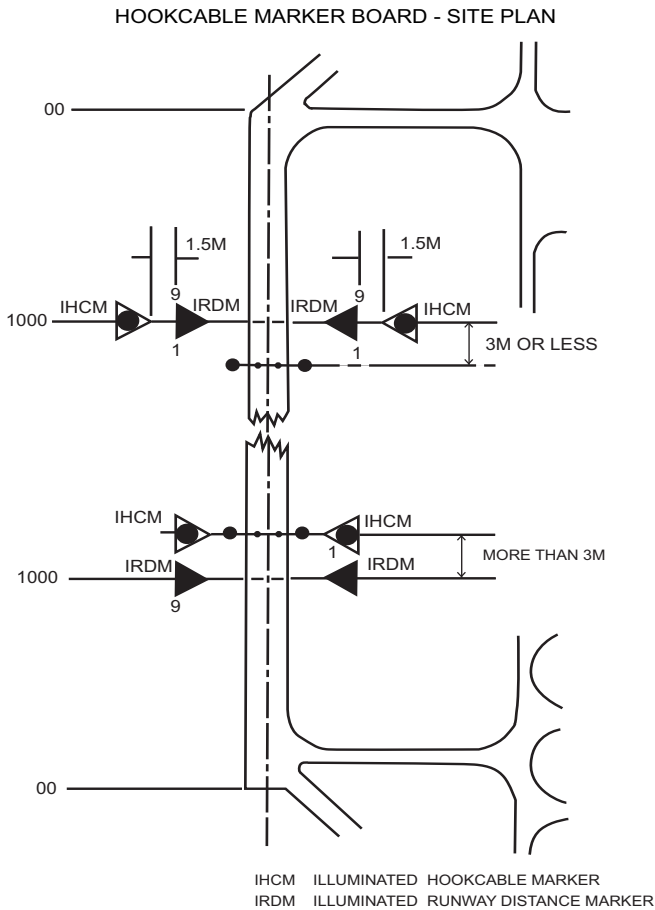 HOOKCABLE MARKER BOARD - SITE PLAN
00
1.5M 1.5M
9 9
IHCM IRDM IRDM IHCM
1000
3M OR LESS
1 1
IHCM IHCM
1
MORE THAN 3M
IRDM IRDM
1000
9
00
IHCM ILLUMINATED HOOKCABLE MARKER
IRDM ILLUMINATED RUNWAY DISTANCE MARKER